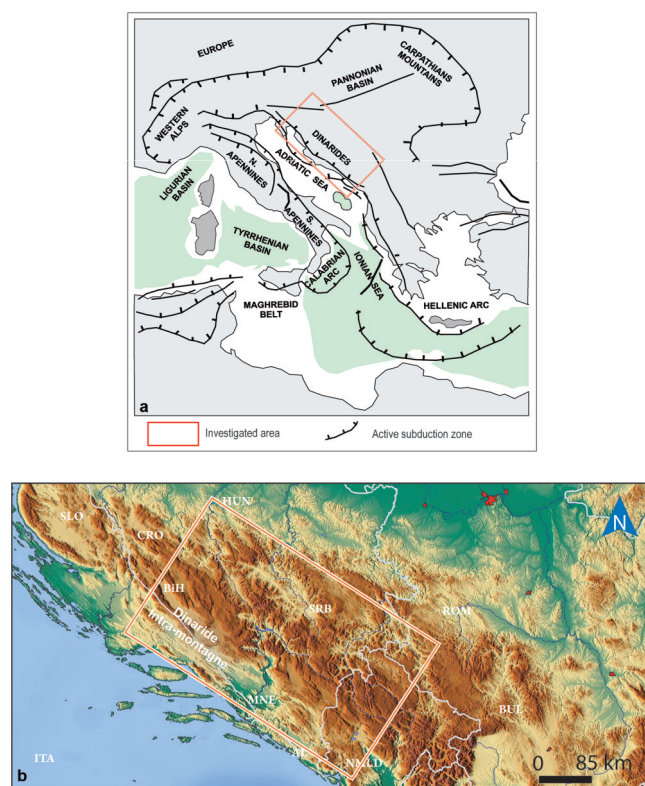 EUROPE
CARPATHIANS
MOUNTAINS
PANNONIAN
BASIN
WESTERN
ALPS
DINARIDES
N.
APENNINES
ADRIATIC SEA
LIGURIAN
BASIN
S.
APENNINES
TYRRHENIAN
BASIN
CALABRIAN
ARC
IONIAN SEA
MAGHREBID
BELT
HELLENIC ARC
a
Investigated area
Active subduction zone
HUN
N
SLO
CRO
BiH
SRB
ROM
Dinaride
intra-montagne
MNE
BUL
ITA
AL
NMLD
0 85 km
b